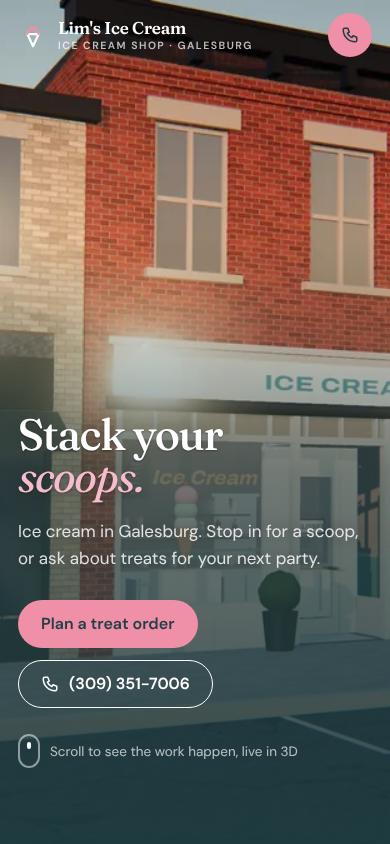 Lim's Ice Cream
ICE CREAM SHOP · GALESBURG
ICE CREA
Stack your
scoops.
Ice Cream
Ice cream in Galesburg. Stop in for a scoop,
or ask about treats for your next party.
Plan a treat order
(309) 351-7006
Scroll to see the work happen, live in 3D